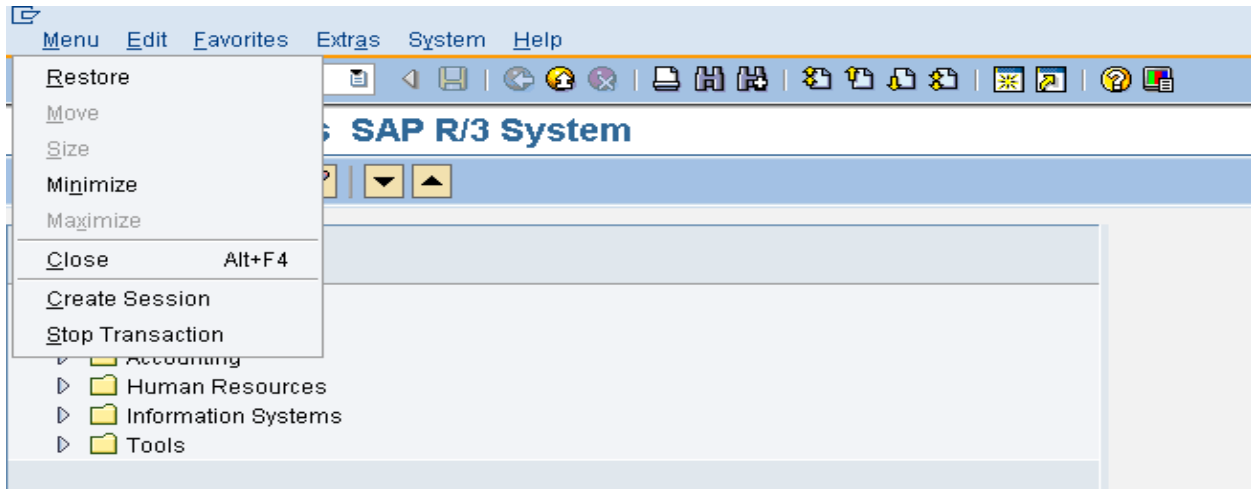 Menu Edit Favorites Extras System Help
Restore
Move
Size
Minimize
Maximize
Close Alt+F4
Create Session
Stop Transaction
SAP R/3 System
Accounting
Human Resources
Information Systems
Tools